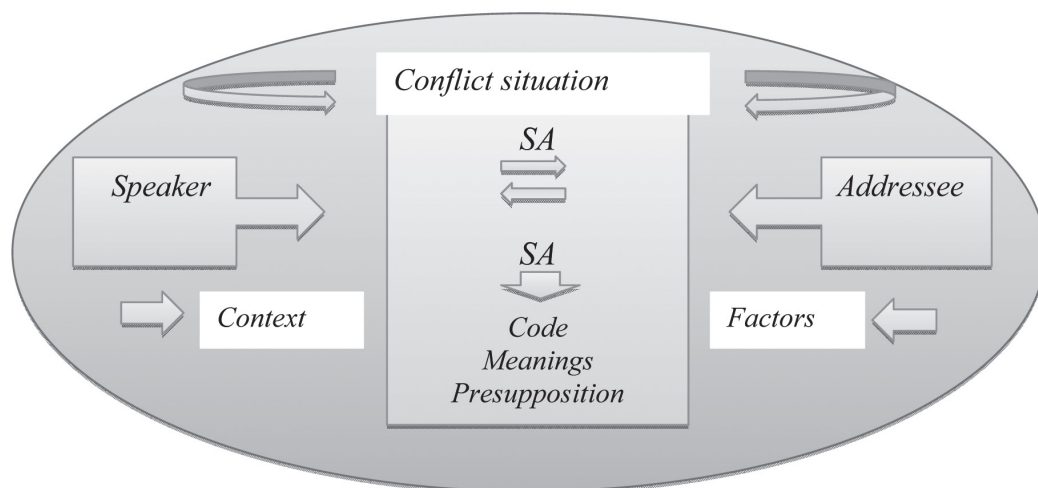 Conflict situation
SA
Speaker
Addressee
SA
Context
Factors
Code
Meanings
Presupposition